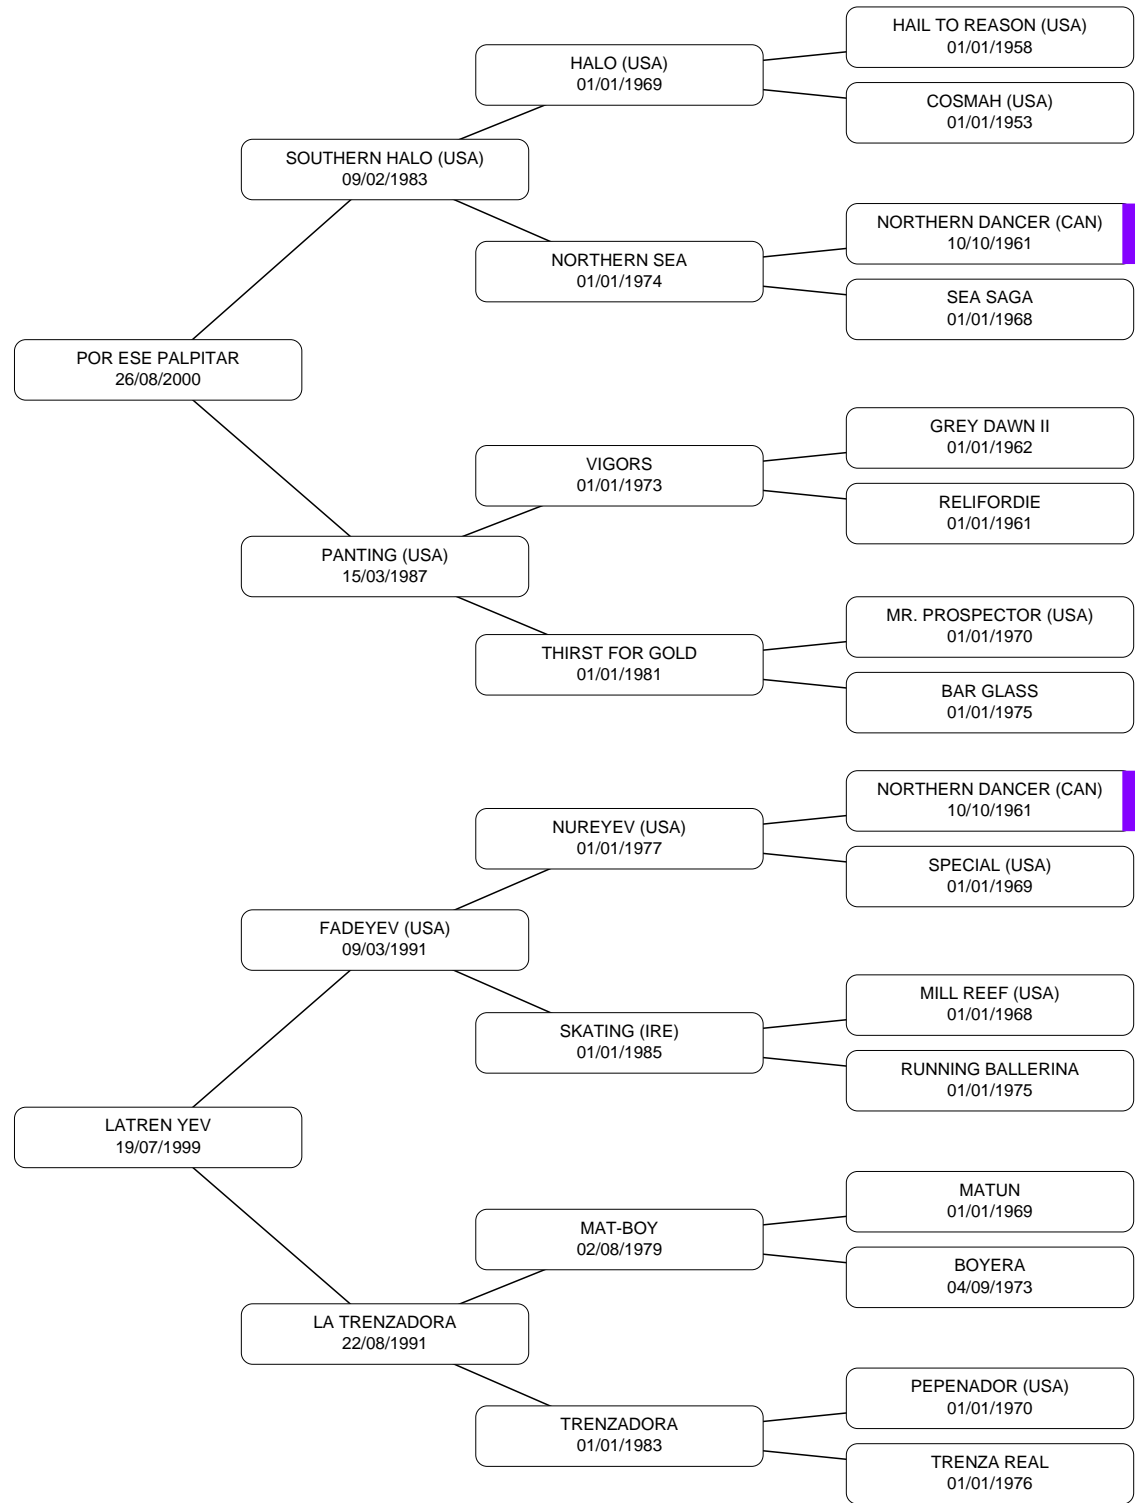 HAIL TO REASON (USA)
01/01/1958
HALO (USA)
01/01/1969
COSMAH (USA)
01/01/1953
SOUTHERN HALO (USA)
09/02/1983
NORTHERN DANCER (CAN)
10/10/1961
NORTHERN SEA
01/01/1974
SEA SAGA
01/01/1968
POR ESE PALPITAR
26/08/2000
GREY DAWN II
01/01/1962
VIGORS
01/01/1973
RELIFORDIE
01/01/1961
PANTING (USA)
15/03/1987
MR. PROSPECTOR (USA)
01/01/1970
THIRST FOR GOLD
01/01/1981
BAR GLASS
01/01/1975
NORTHERN DANCER (CAN)
10/10/1961
NUREYEV (USA)
01/01/1977
SPECIAL (USA)
01/01/1969
FADEYEV (USA)
09/03/1991
MILL REEF (USA)
01/01/1968
SKATING (IRE)
01/01/1985
RUNNING BALLERINA
01/01/1975
LATREN YEV
19/07/1999
MATUN
01/01/1969
MAT-BOY
02/08/1979
BOYERA
04/09/1973
LA TRENZADORA
22/08/1991
PEPENADOR (USA)
01/01/1970
TRENZADORA
01/01/1983
TRENZA REAL
01/01/1976